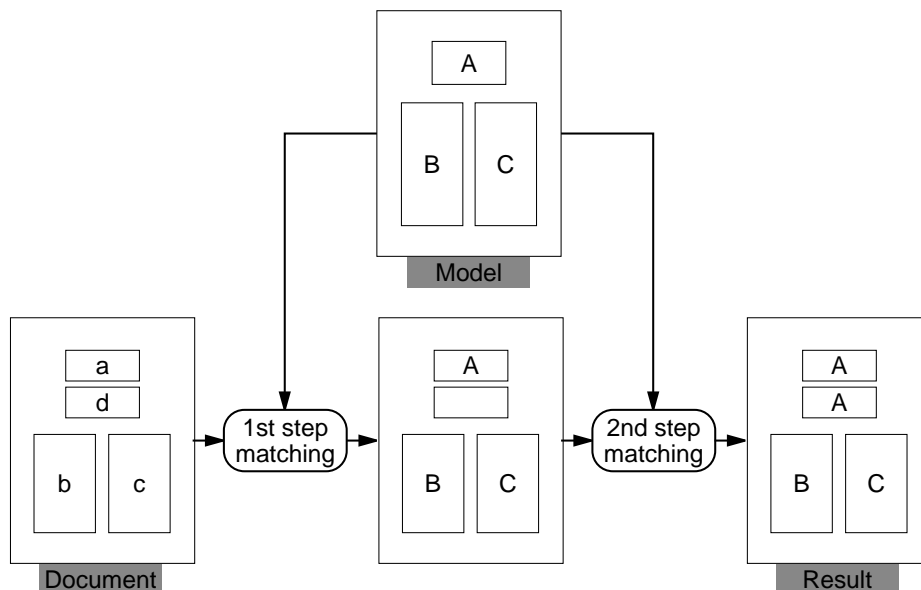 A
B C
Model
a
d
b c
Document
1st step
matching
A
B C
2nd step
matching
A
A
B C
Result